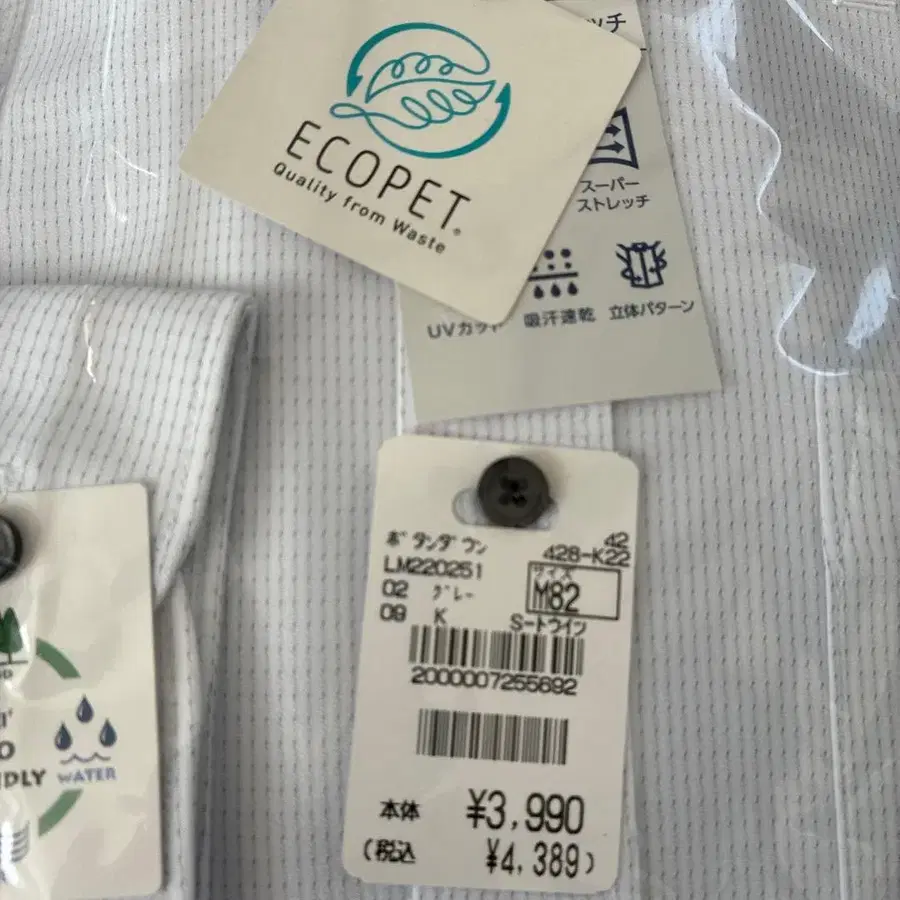 ECOPET®
Quality from Waste
ッチ
スーパー
ストレッチ
UVカット
吸汗速乾
立体パターン
ボタンダウン
42
428-K22
LM220251
02 グレー
サイズ
M82
09 K
S-トウイン
2000007255692
本体 ¥3,990
(税込 ¥4,389)
WATER